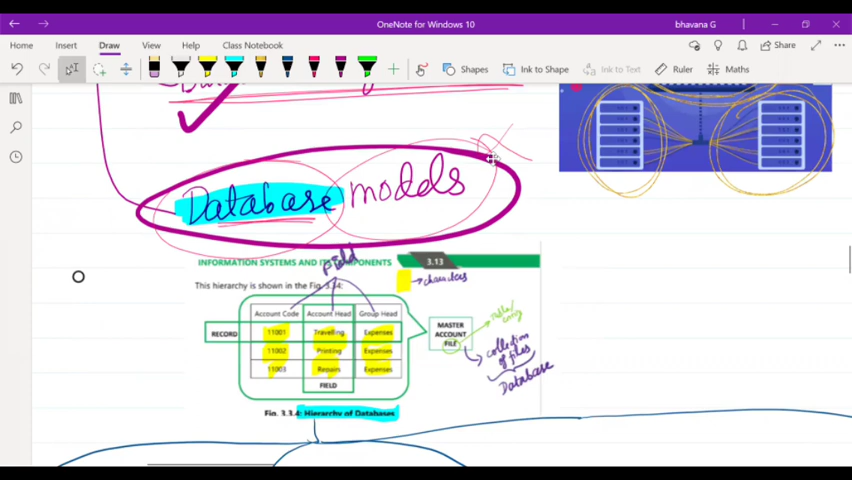 OneNote for Windows 10
bhavana G
Home Insert Draw View Help Class Notebook
Share
Shapes Ink to Shape Ink to Text Ruler Maths
Database models
INFORMATION SYSTEMS AND ITS COMPONENTS 3.13
Field
This hierarchy is shown in the Fig. 3.3.4:
characters
Account Code Account Head Group Head
RECORD 11001 Travelling Expenses
11002 Printing Expenses
11003 Repairs Expenses
FIELD
MASTER
ACCOUNT
FILE
collection
of files
Database
Fig. 3.3.4: Hierarchy of Databases